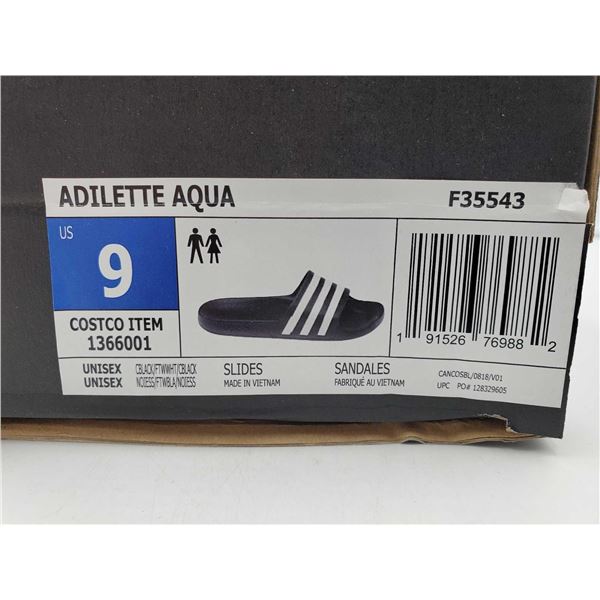 ADILETTE AQUA F35543
US
9
COSTCO ITEM
1366001
1 91526 76988 2
UNISEX CBLACK/FTWWHT/CBLACK SLIDES SANDALES CANCOSBL/0818/V01
UNISEX NOIESS/FTWBLA/NOIESS MADE IN VIETNAM FABRIQUÉ AU VIETNAM UPC PO# 128329605